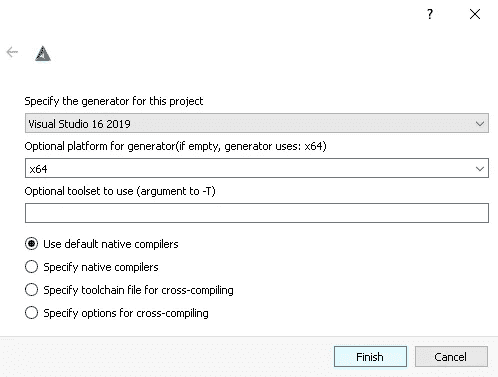 ?
Specify the generator for this project
Visual Studio 16 2019
Optional platform for generator(if empty, generator uses: x64)
x64
Optional toolset to use (argument to -T)
Use default native compilers
Specify native compilers
Specify toolchain file for cross-compiling
Specify options for cross-compiling
Finish Cancel